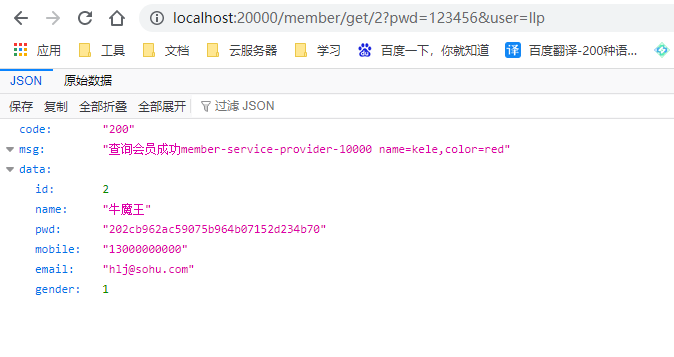 localhost:20000/member/get/2?pwd=123456&user=llp
应用 工具 文档 云服务器 学习 百度一下，你就知道 译 百度翻译-200种语...
JSON 原始数据
保存 复制 全部折叠 全部展开 过滤 JSON
code: "200"
msg: "查询会员成功member-service-provider-10000 name=kele,color=red"
data:
id: 2
name: "牛魔王"
pwd: "202cb962ac59075b964b07152d234b70"
mobile: "13000000000"
email: "hlj@sohu.com"
gender: 1